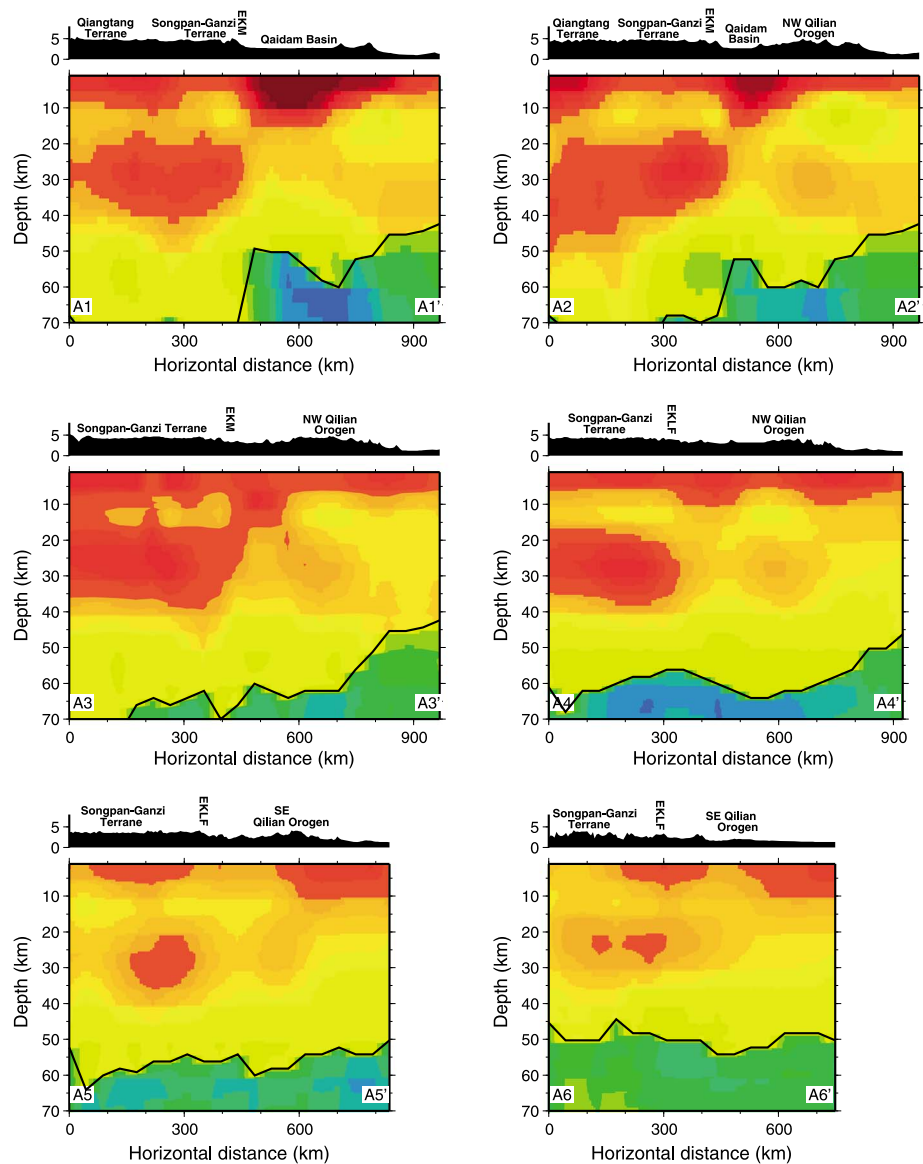 Qiangtang
Terrane
Songpan-Ganzi
Terrane
EKM
Qaidam Basin
5
0
10
20
30
40
50
60
70
Depth (km)
A1
A1'
0
300
600
900
Horizontal distance (km)
Qiangtang
Terrane
Songpan-Ganzi
Terrane
EKM
Qaidam
Basin
NW Qilian
Orogen
5
0
10
20
30
40
50
60
70
Depth (km)
A2
A2'
0
300
600
900
Horizontal distance (km)
Songpan-Ganzi Terrane
EKM
NW Qilian
Orogen
5
0
10
20
30
40
50
60
70
Depth (km)
A3
A3'
0
300
600
900
Horizontal distance (km)
Songpan-Ganzi
Terrane
EKLF
NW Qilian
Orogen
5
0
10
20
30
40
50
60
70
Depth (km)
A4
A4'
0
300
600
900
Horizontal distance (km)
Songpan-Ganzi
Terrane
EKLF
SE
Qilian Orogen
5
0
10
20
30
40
50
60
70
Depth (km)
A5
A5'
0
300
600
Horizontal distance (km)
Songpan-Ganzi
Terrane
EKLF
SE Qilian
Orogen
5
0
10
20
30
40
50
60
70
Depth (km)
A6
A6'
0
300
600
Horizontal distance (km)